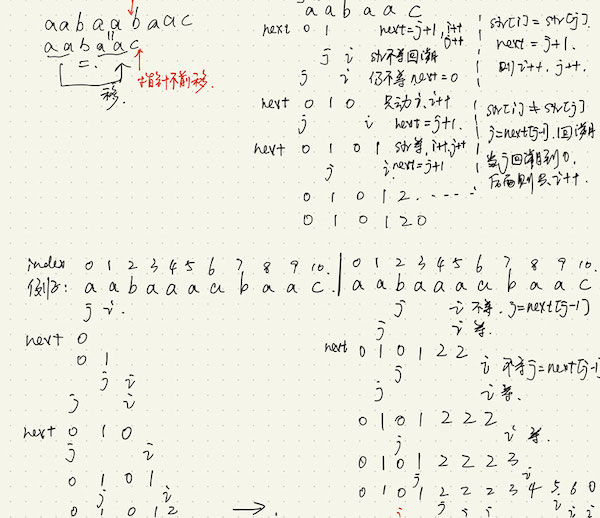 aabaabaac
aabaac
=.
移.
指针不前移.
aabaac
next 0 1 next=j+1, i++ j++
j i str不等回溯
j i 仍不等next=0
next 0 1 0 只动i, i++
j i next=j+1.
next 0 1 0 1 str等, i++, j++
j i next=j+1
0 1 0 1 2. ......
0 1 0 1 2 0
str[i] = str[j].
next = j+1.
则 i++. j++.
str[i] ≠ str[j]
j=next[j-1]. 回溯
当j回溯到0,
i++.
index 0 1 2 3 4 5 6 7 8 9 10.
例2: a a b a a a a b a a c.
j i.
next 0
0 1
j i
j i
next 0 1 0
j i
0 1 0 1
j i
0 1 0 1 2
→.
0 1 2 3 4 5 6 7 8 9 10
a a b a a a a b a a c
j i 不等. j=next[j-1]
j i 等.
next 0 1 0 1 2 2
j i 不等j=next[j-1]
j i 等.
0 1 0 1 2 2 2
j i 等.
0 1 0 1 2 2 2 3
j i
0 1 0 1 2 2 2 3 4 5 6 0